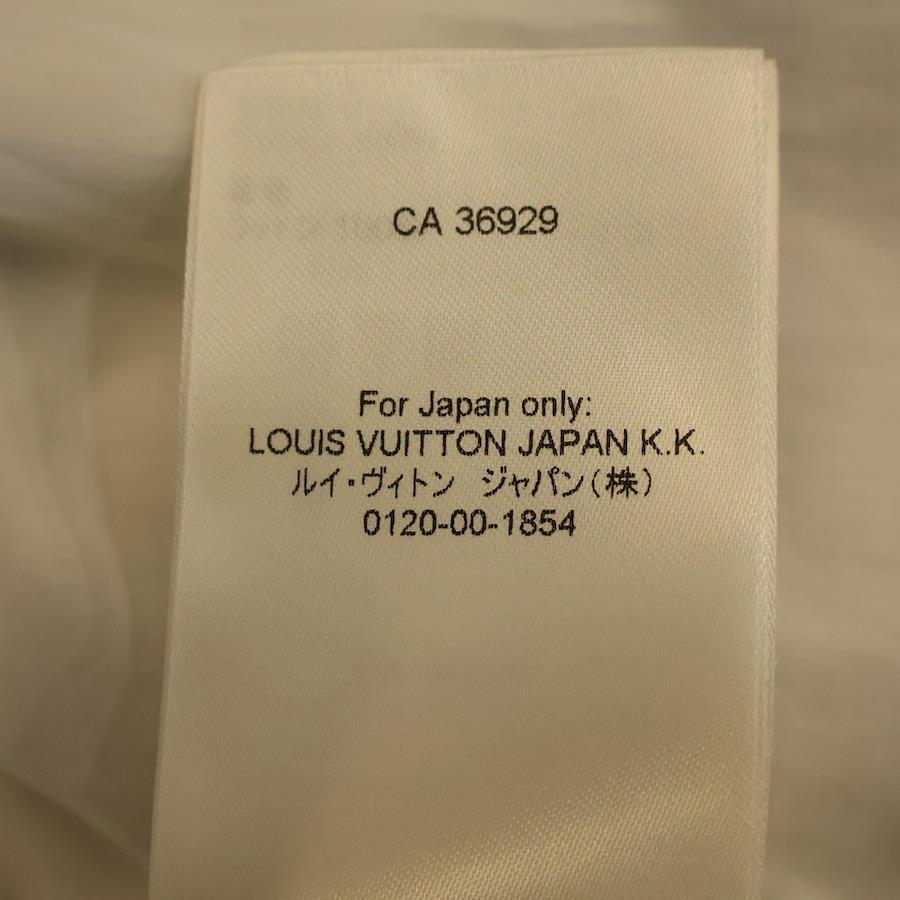 CA 36929
For Japan only:
LOUIS VUITTON JAPAN K.K.
ルイ・ヴィトン ジャパン(株)
0120-00-1854